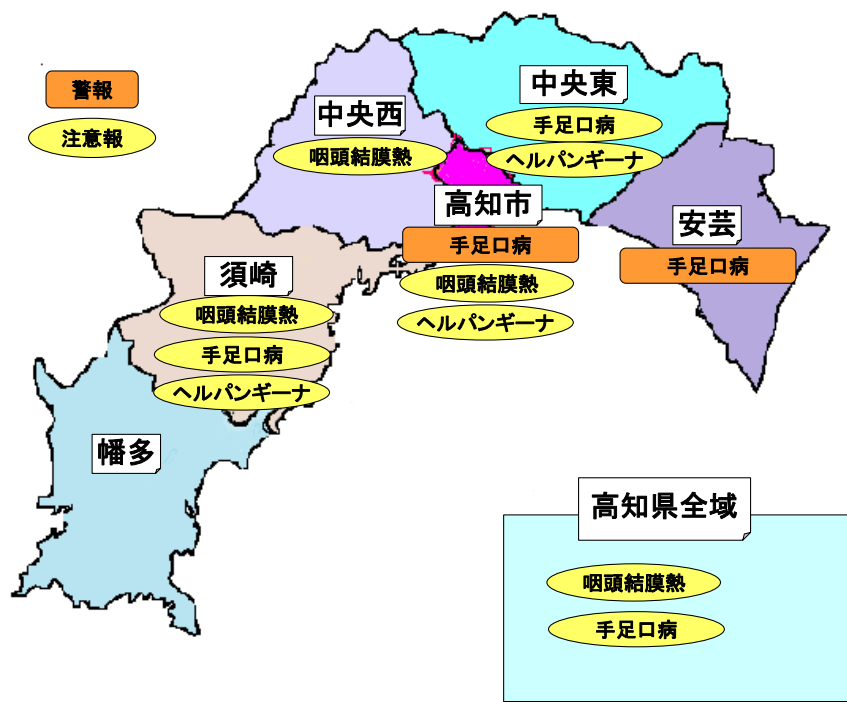 警報
注意報
中央西
咽頭結膜熱
中央東
手足口病
ヘルパンギーナ
高知市
手足口病
咽頭結膜熱
ヘルパンギーナ
安芸
手足口病
須崎
咽頭結膜熱
手足口病
ヘルパンギーナ
幡多
高知県全域
咽頭結膜熱
手足口病